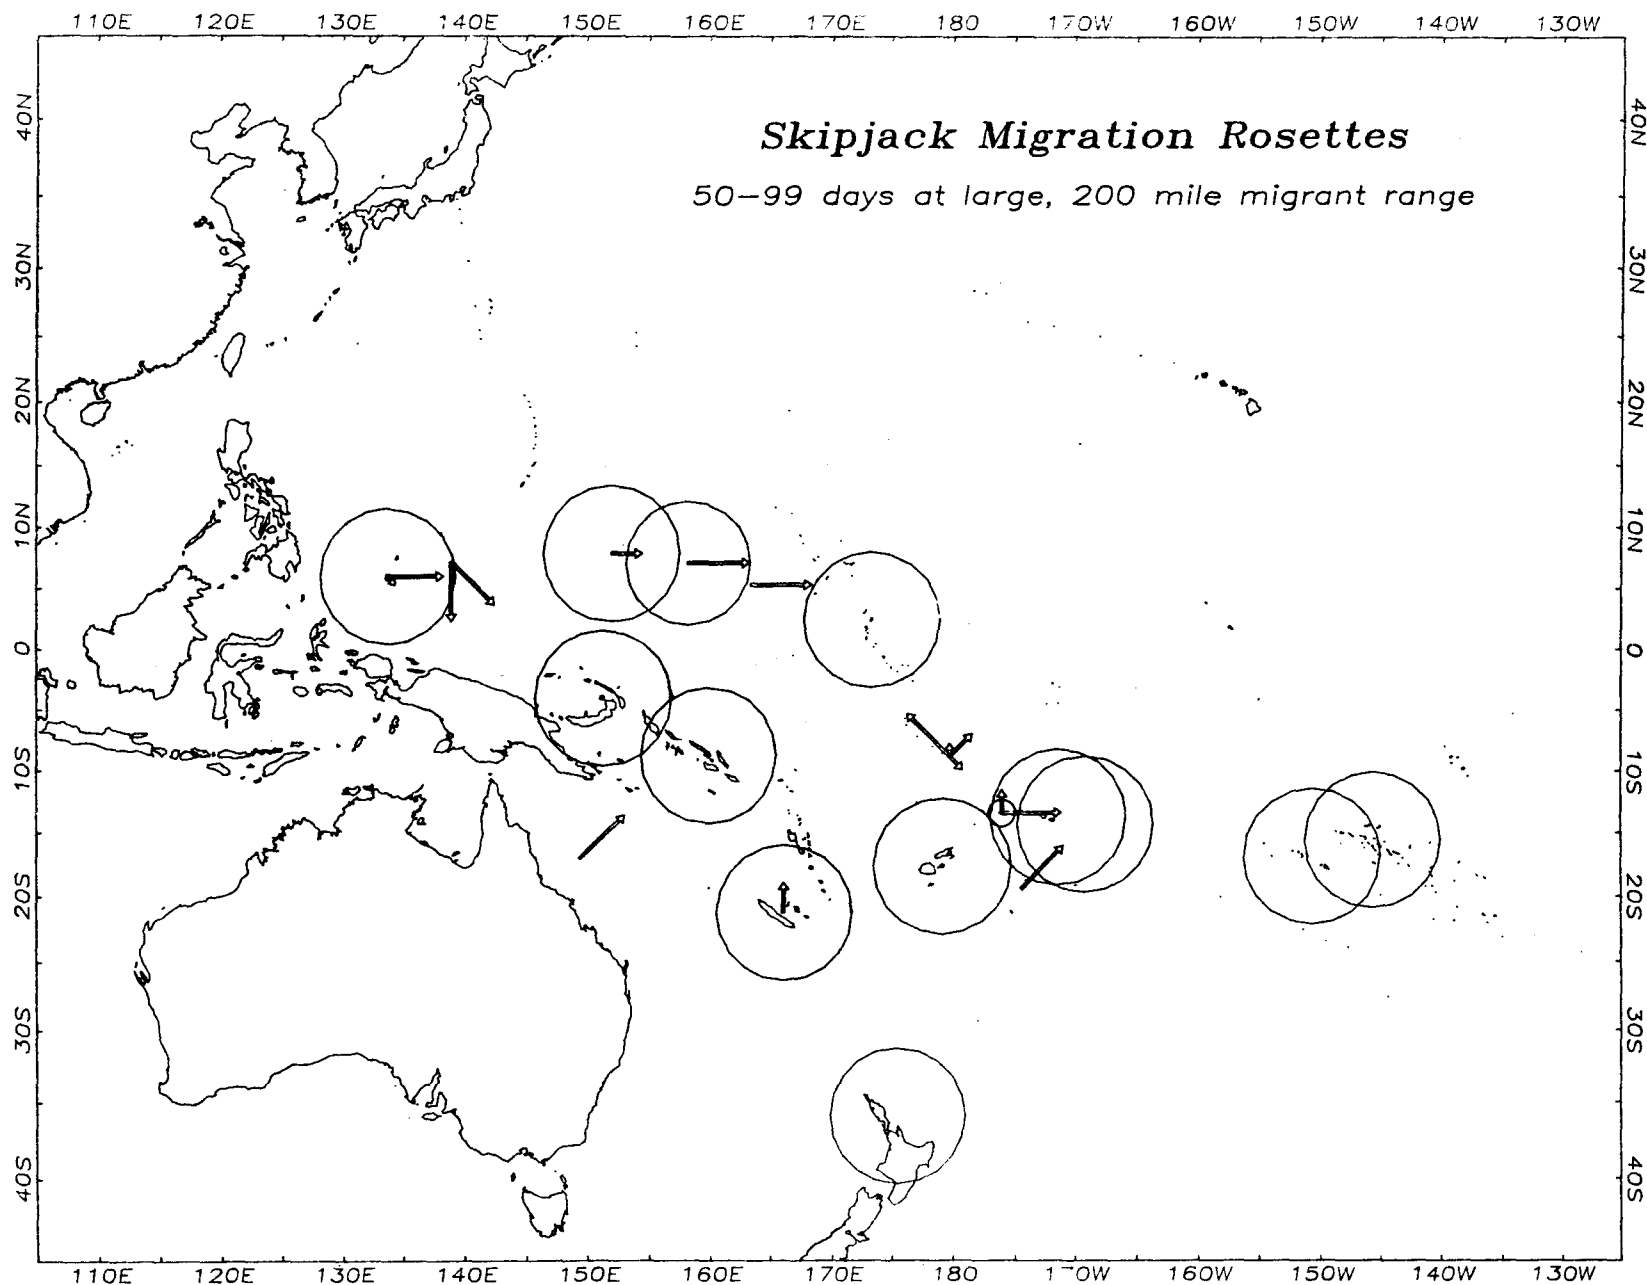 110E 120E 130E 140E 150E 160E 170E 180 170W 160W 150W 140W 130W
Skipjack Migration Rosettes
50–99 days at large, 200 mile migrant range
40N 40N
30N 30N
20N 20N
10N 10N
0 0
10S 10S
20S 20S
30S 30S
40S 40S
110E 120E 130E 140E 150E 160E 170E 180 170W 160W 150W 140W 130W